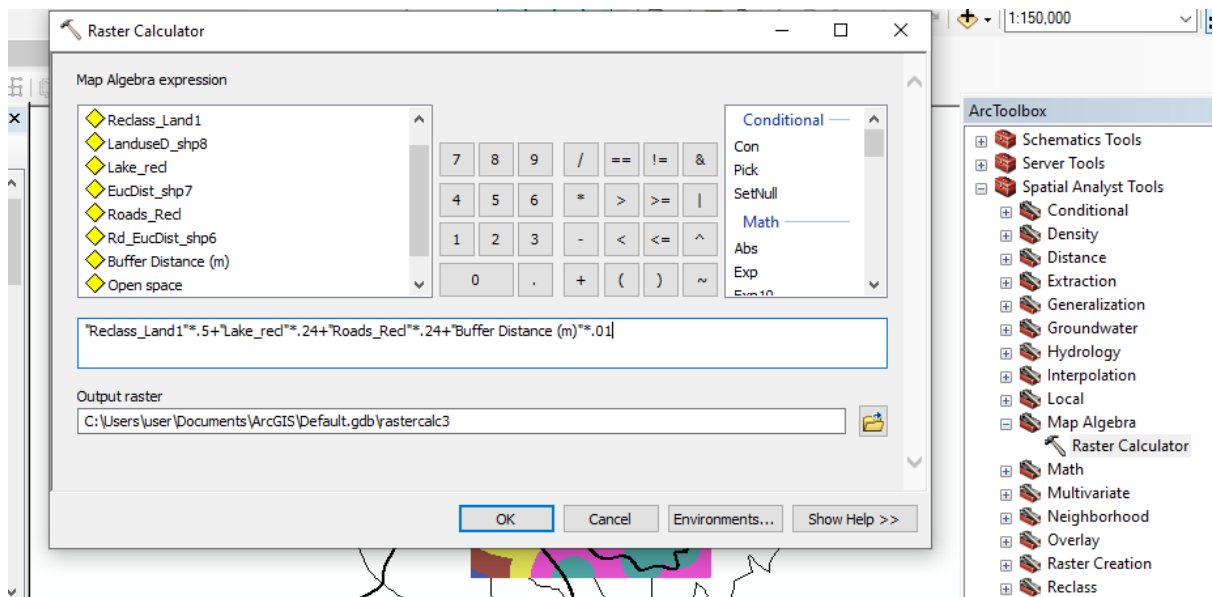 Raster Calculator
1:150,000
Map Algebra expression
Reclass_Land1
LanduseD_shp8
Lake_recl
EucDist_shp7
Roads_Recl
Rd_EucDist_shp6
Buffer Distance (m)
Open space
7 8 9 / == != &
4 5 6 * > >= |
1 2 3 - < <= ^
0 . + ( ) ~
Conditional
Con
Pick
SetNull
Math
Abs
Exp
Exp10
"Reclass_Land1"*.5+"Lake_recl"*.24+"Roads_Recl"*.24+"Buffer Distance (m)"*.01
Output raster
C:\Users\user\Documents\ArcGIS\Default.gdb\rastercalc3
OK Cancel Environments... Show Help >>
ArcToolbox
Schematics Tools
Server Tools
Spatial Analyst Tools
Conditional
Density
Distance
Extraction
Generalization
Groundwater
Hydrology
Interpolation
Local
Map Algebra
Raster Calculator
Math
Multivariate
Neighborhood
Overlay
Raster Creation
Reclass